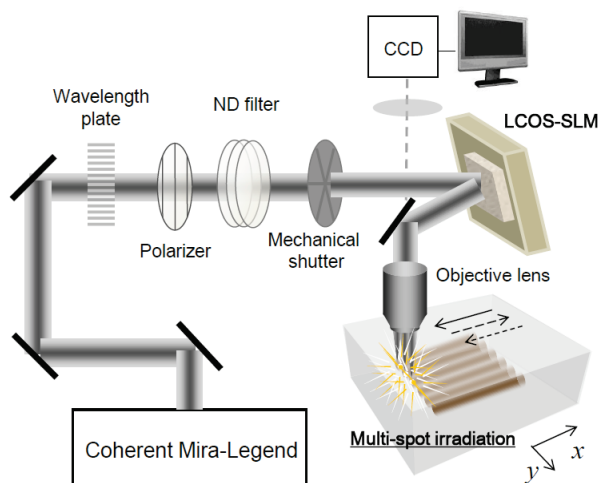 CCD
LCOS-SLM
Wavelength
plate
ND filter
Polarizer
Mechanical
shutter
Objective lens
Multi-spot irradiation
Coherent Mira-Legend
x
y